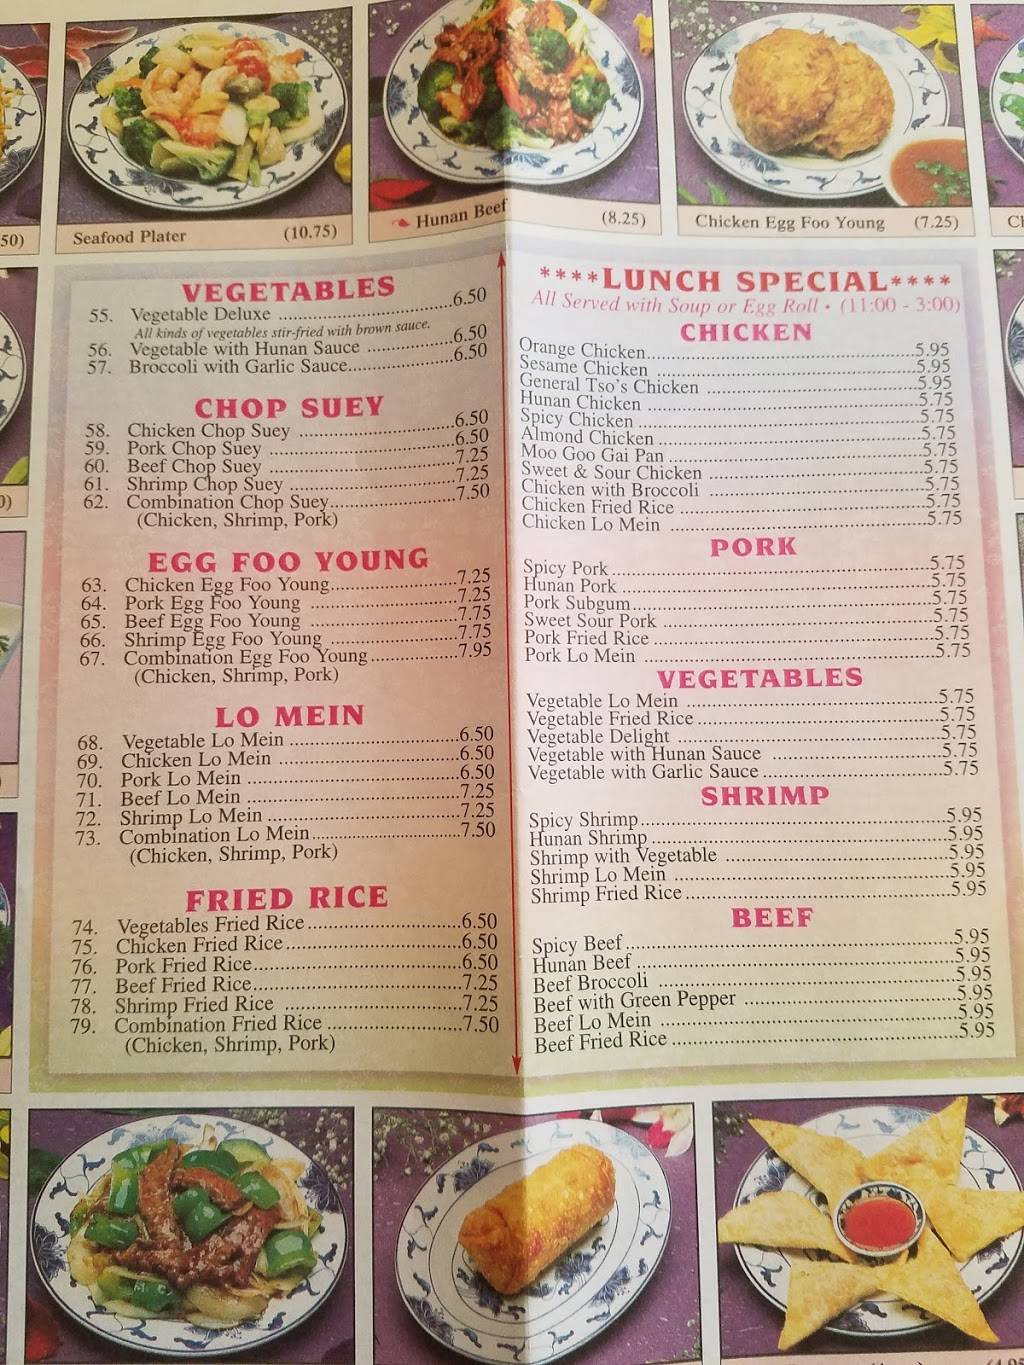 50)
Seafood Plater (10.75)
Hunan Beef (8.25)
Chicken Egg Foo Young (7.25)
VEGETABLES
55. Vegetable Deluxe ........ 6.50
All kinds of vegetables stir-fried with brown sauce.
56. Vegetable with Hunan Sauce ........ 6.50
57. Broccoli with Garlic Sauce ........ 6.50
CHOP SUEY
58. Chicken Chop Suey ........ 6.50
59. Pork Chop Suey ........ 6.50
60. Beef Chop Suey ........ 7.25
61. Shrimp Chop Suey ........ 7.25
62. Combination Chop Suey ........ 7.50
(Chicken, Shrimp, Pork)
EGG FOO YOUNG
63. Chicken Egg Foo Young ........ 7.25
64. Pork Egg Foo Young ........ 7.25
65. Beef Egg Foo Young ........ 7.75
66. Shrimp Egg Foo Young ........ 7.75
67. Combination Egg Foo Young ........ 7.95
(Chicken, Shrimp, Pork)
LO MEIN
68. Vegetable Lo Mein ........ 6.50
69. Chicken Lo Mein ........ 6.50
70. Pork Lo Mein ........ 6.50
71. Beef Lo Mein ........ 7.25
72. Shrimp Lo Mein ........ 7.25
73. Combination Lo Mein ........ 7.50
(Chicken, Shrimp, Pork)
FRIED RICE
74. Vegetables Fried Rice ........ 6.50
75. Chicken Fried Rice ........ 6.50
76. Pork Fried Rice ........ 6.50
77. Beef Fried Rice ........ 7.25
78. Shrimp Fried Rice ........ 7.25
79. Combination Fried Rice ........ 7.50
(Chicken, Shrimp, Pork)
****LUNCH SPECIAL****
All Served with Soup or Egg Roll • (11:00 - 3:00)
CHICKEN
Orange Chicken ........ 5.95
Sesame Chicken ........ 5.95
General Tso's Chicken ........ 5.95
Hunan Chicken ........ 5.75
Spicy Chicken ........ 5.75
Almond Chicken ........ 5.75
Moo Goo Gai Pan ........ 5.75
Sweet & Sour Chicken ........ 5.75
Chicken with Broccoli ........ 5.75
Chicken Fried Rice ........ 5.75
Chicken Lo Mein ........ 5.75
PORK
Spicy Pork ........ 5.75
Hunan Pork ........ 5.75
Pork Subgum ........ 5.75
Sweet Sour Pork ........ 5.75
Pork Fried Rice ........ 5.75
Pork Lo Mein ........ 5.75
VEGETABLES
Vegetable Lo Mein ........ 5.75
Vegetable Fried Rice ........ 5.75
Vegetable Delight ........ 5.75
Vegetable with Hunan Sauce ........ 5.75
Vegetable with Garlic Sauce ........ 5.75
SHRIMP
Spicy Shrimp ........ 5.95
Hunan Shrimp ........ 5.95
Shrimp with Vegetable ........ 5.95
Shrimp Lo Mein ........ 5.95
Shrimp Fried Rice ........ 5.95
BEEF
Spicy Beef ........ 5.95
Hunan Beef ........ 5.95
Beef Broccoli ........ 5.95
Beef with Green Pepper ........ 5.95
Beef Lo Mein ........ 5.95
Beef Fried Rice ........ 5.95